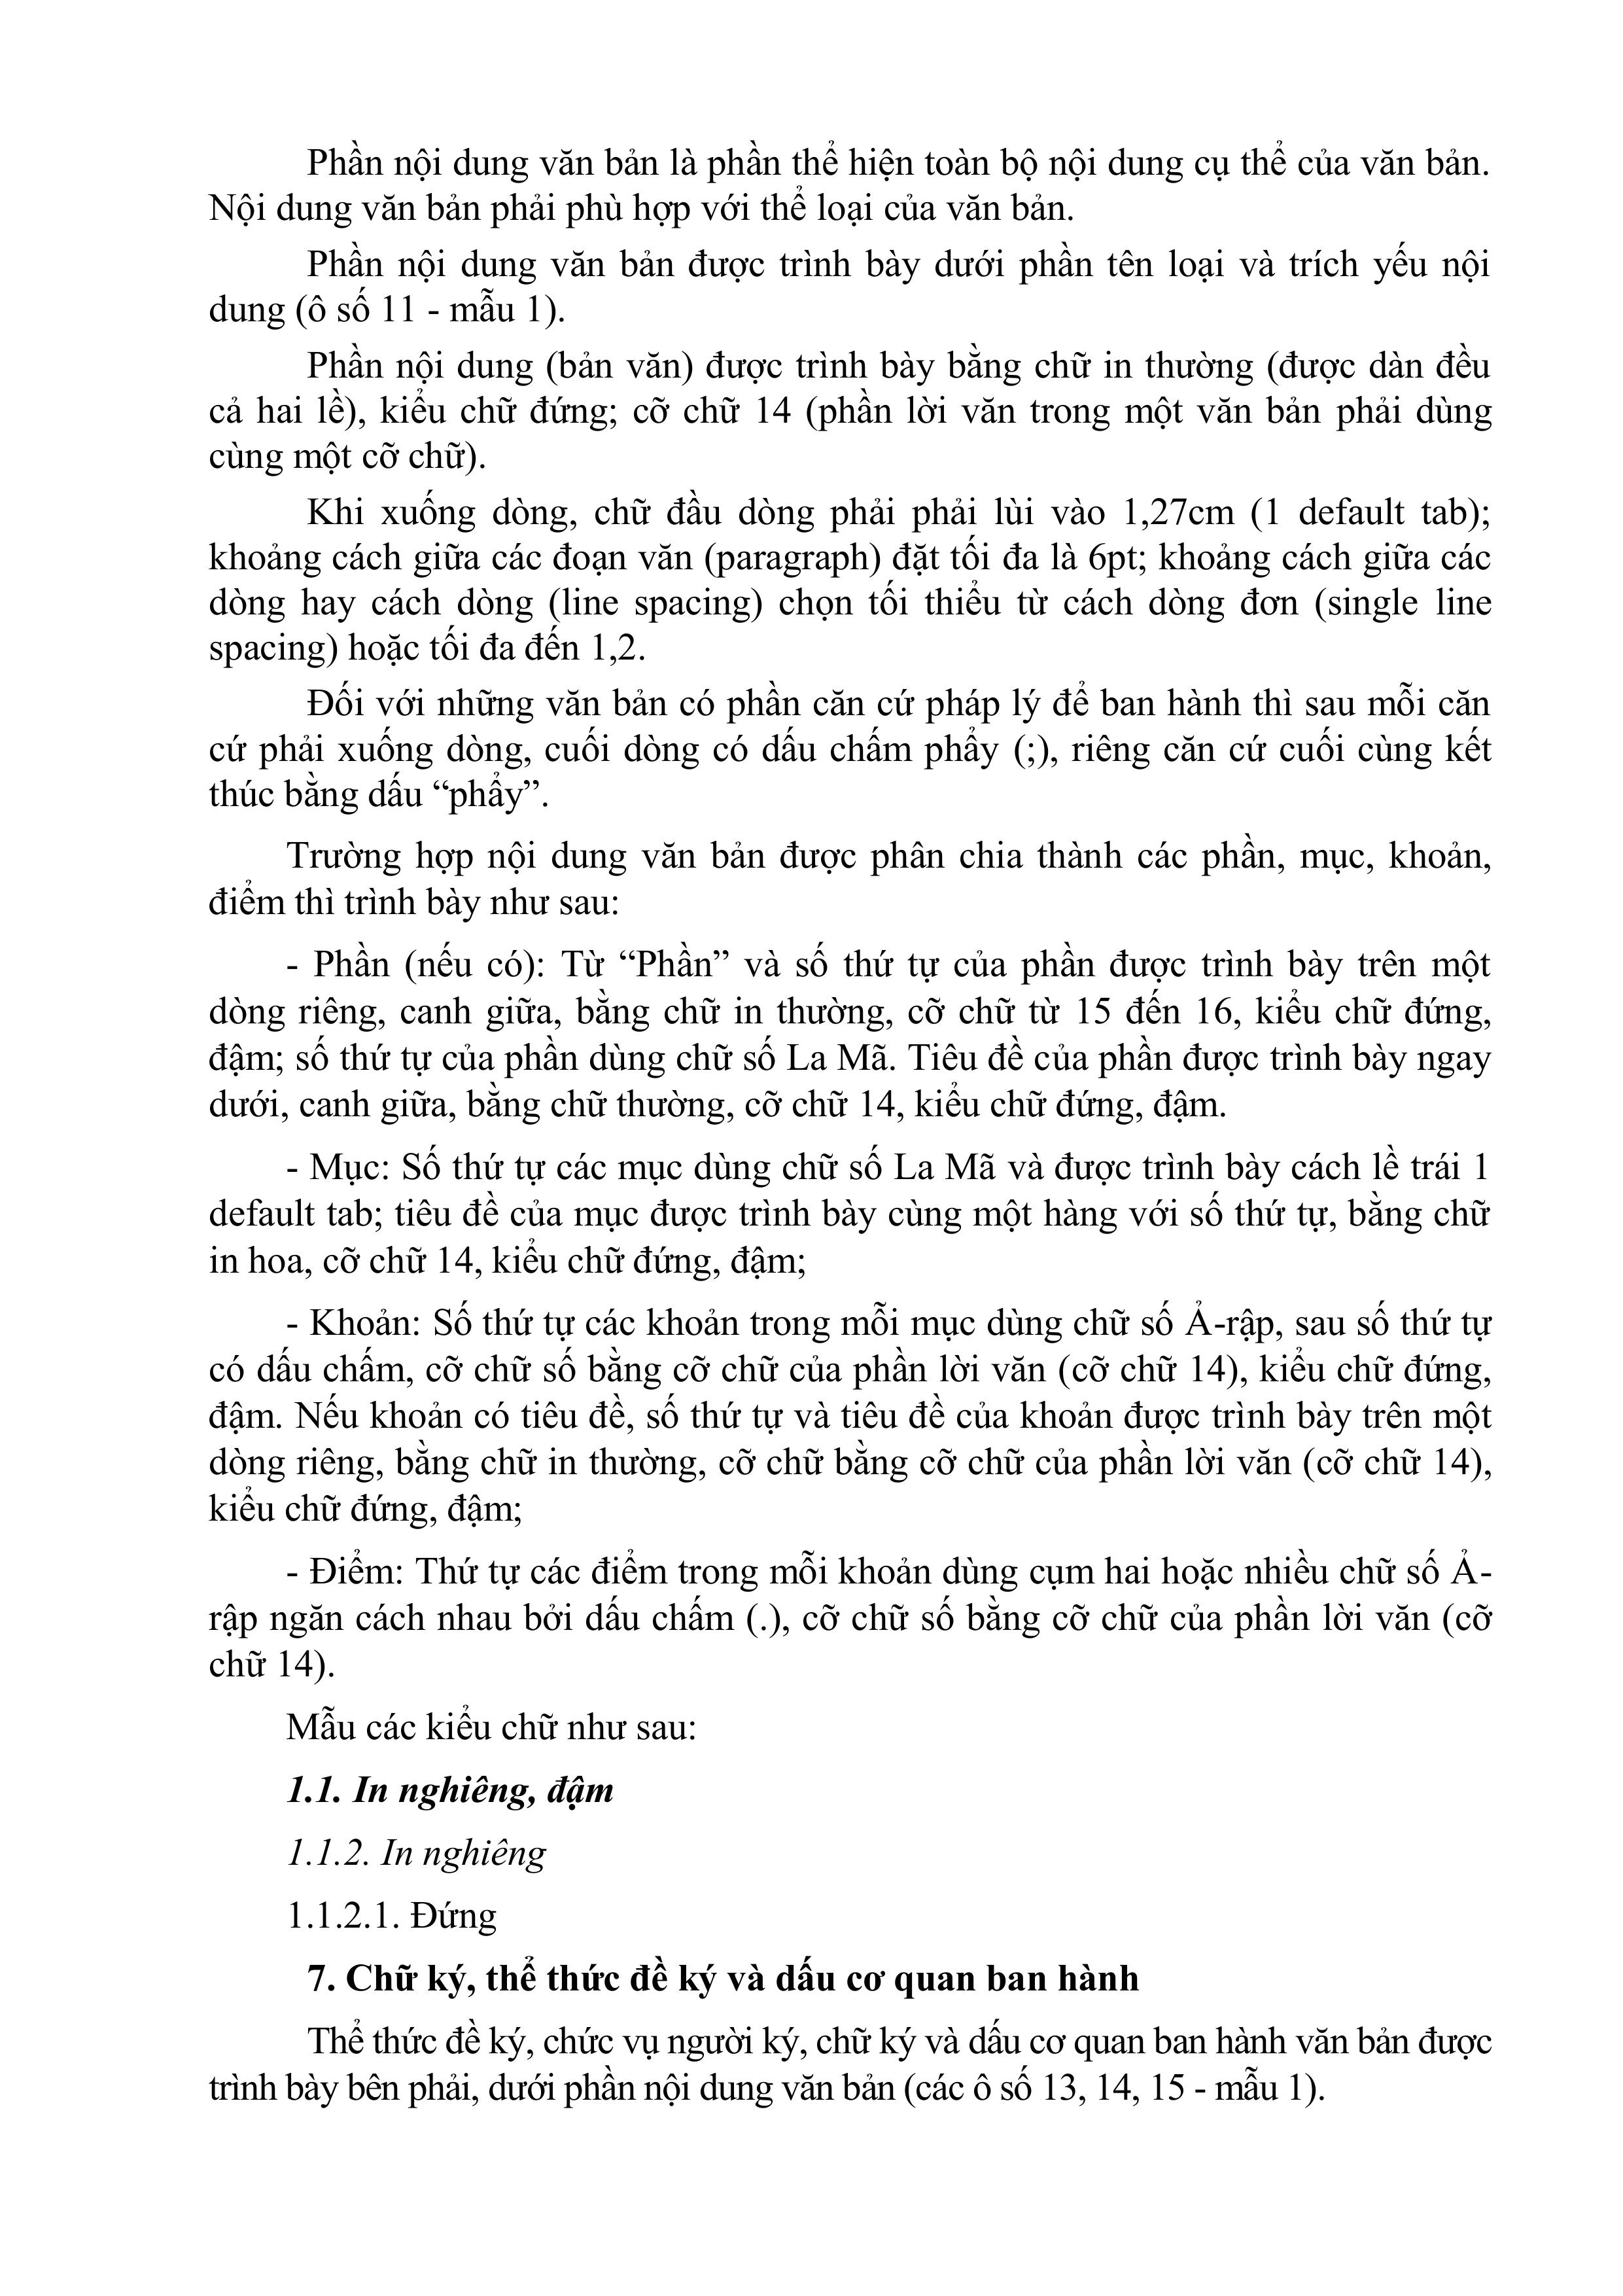 Phần nội dung văn bản là phần thể hiện toàn bộ nội dung cụ thể của văn bản.
Nội dung văn bản phải phù hợp với thể loại của văn bản.
Phần nội dung văn bản được trình bày dưới phần tên loại và trích yếu nội
dung (ô số 11 - mẫu 1).
Phần nội dung (bản văn) được trình bày bằng chữ in thường (được dàn đều
cả hai lề), kiểu chữ đứng; cỡ chữ 14 (phần lời văn trong một văn bản phải dùng
cùng một cỡ chữ).
Khi xuống dòng, chữ đầu dòng phải phải lùi vào 1,27cm (1 default tab);
khoảng cách giữa các đoạn văn (paragraph) đặt tối đa là 6pt; khoảng cách giữa các
dòng hay cách dòng (line spacing) chọn tối thiểu từ cách dòng đơn (single line
spacing) hoặc tối đa đến 1,2.
Đối với những văn bản có phần căn cứ pháp lý để ban hành thì sau mỗi căn
cứ phải xuống dòng, cuối dòng có dấu chấm phẩy (;), riêng căn cứ cuối cùng kết
thúc bằng dấu “phẩy”.
Trường hợp nội dung văn bản được phân chia thành các phần, mục, khoản,
điểm thì trình bày như sau:
- Phần (nếu có): Từ “Phần” và số thứ tự của phần được trình bày trên một
dòng riêng, canh giữa, bằng chữ in thường, cỡ chữ từ 15 đến 16, kiểu chữ đứng,
đậm; số thứ tự của phần dùng chữ số La Mã. Tiêu đề của phần được trình bày ngay
dưới, canh giữa, bằng chữ thường, cỡ chữ 14, kiểu chữ đứng, đậm.
- Mục: Số thứ tự các mục dùng chữ số La Mã và được trình bày cách lề trái 1
default tab; tiêu đề của mục được trình bày cùng một hàng với số thứ tự, bằng chữ
in hoa, cỡ chữ 14, kiểu chữ đứng, đậm;
- Khoản: Số thứ tự các khoản trong mỗi mục dùng chữ số Ả-rập, sau số thứ tự
có dấu chấm, cỡ chữ số bằng cỡ chữ của phần lời văn (cỡ chữ 14), kiểu chữ đứng,
đậm. Nếu khoản có tiêu đề, số thứ tự và tiêu đề của khoản được trình bày trên một
dòng riêng, bằng chữ in thường, cỡ chữ bằng cỡ chữ của phần lời văn (cỡ chữ 14),
kiểu chữ đứng, đậm;
- Điểm: Thứ tự các điểm trong mỗi khoản dùng cụm hai hoặc nhiều chữ số Ả-
rập ngăn cách nhau bởi dấu chấm (.), cỡ chữ số bằng cỡ chữ của phần lời văn (cỡ
chữ 14).
Mẫu các kiểu chữ như sau:
1.1. In nghiêng, đậm
1.1.2. In nghiêng
1.1.2.1. Đứng
7. Chữ ký, thể thức đề ký và dấu cơ quan ban hành
Thể thức đề ký, chức vụ người ký, chữ ký và dấu cơ quan ban hành văn bản được
trình bày bên phải, dưới phần nội dung văn bản (các ô số 13, 14, 15 - mẫu 1).